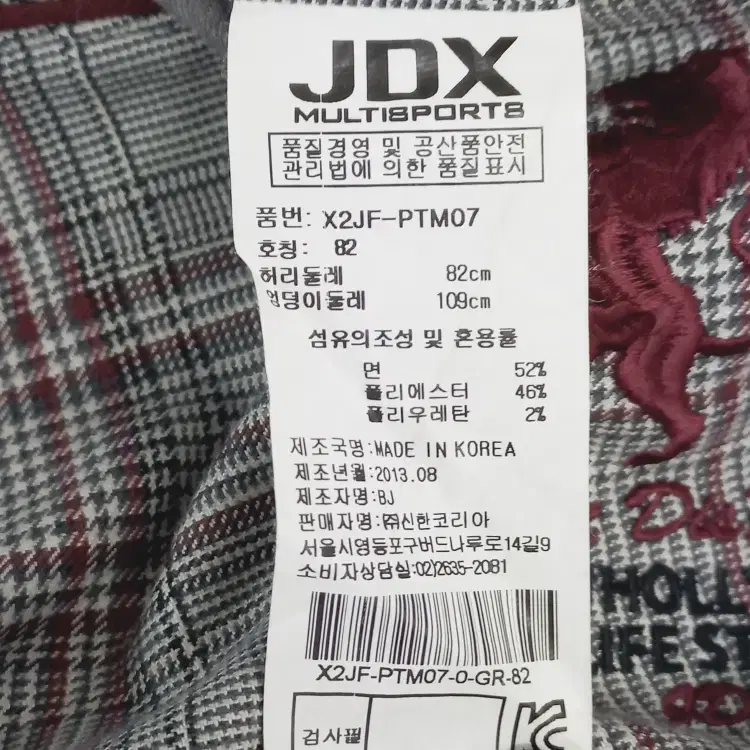 JDX
MULTISPORTS
품질경영 및 공산품안전
관리법에 의한 품질표시
품번: X2JF-PTM07
호칭: 82
허리둘레 82cm
엉덩이둘레 109cm
섬유의조성 및 혼용률
면 52%
폴리에스터 46%
폴리우레탄 2%
제조국명:MADE IN KOREA
제조년월:2013.08
제조자명:BJ
판매자명:㈜신한코리아
서울시영등포구버드나루로14길9
소비자상담실:02)2635-2081
X2JF-PTM07-0-GR-82
검사필